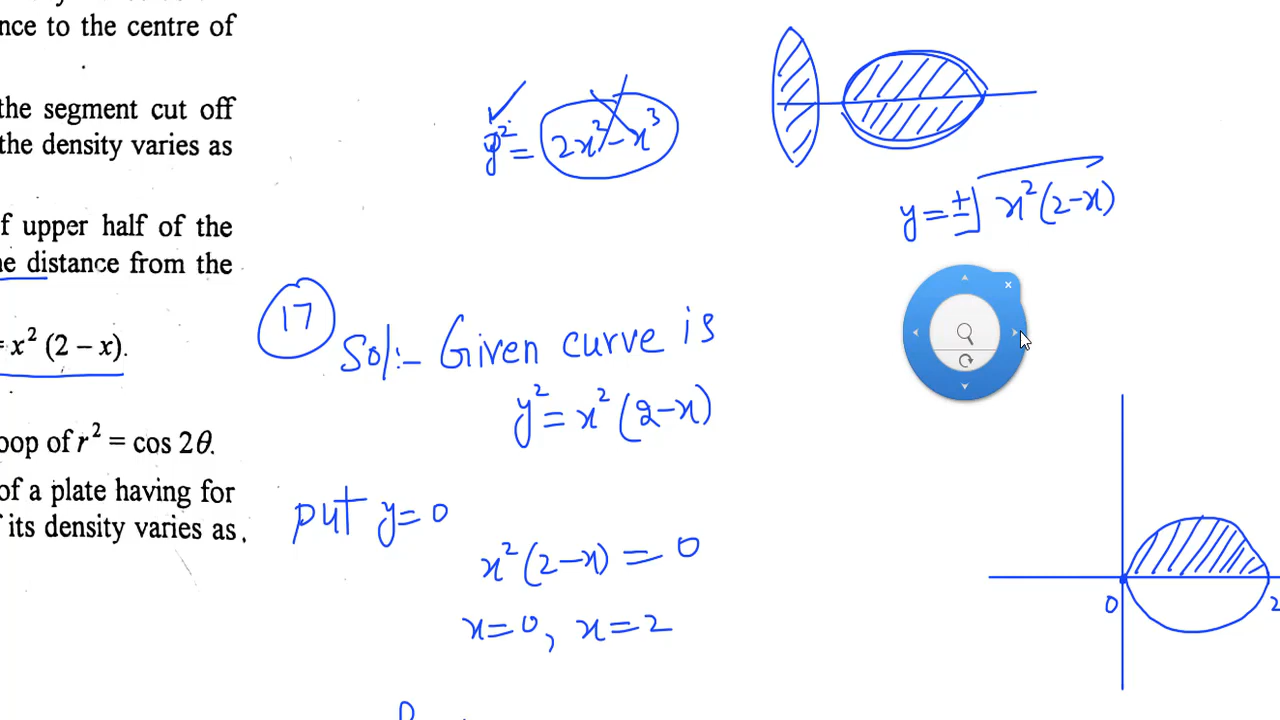 nce to the centre of
the segment cut off
the density varies as
f upper half of the
ne distance from the
= x² (2 – x).
oop of r² = cos 2θ.
of a plate having for
its density varies as
y² = 2x² – x³
y = ± √x²(2–x)
17
Sol:– Given curve is
y² = x² (2–x)
put y=0
x²(2–x) = 0
x=0, x=2
0
2